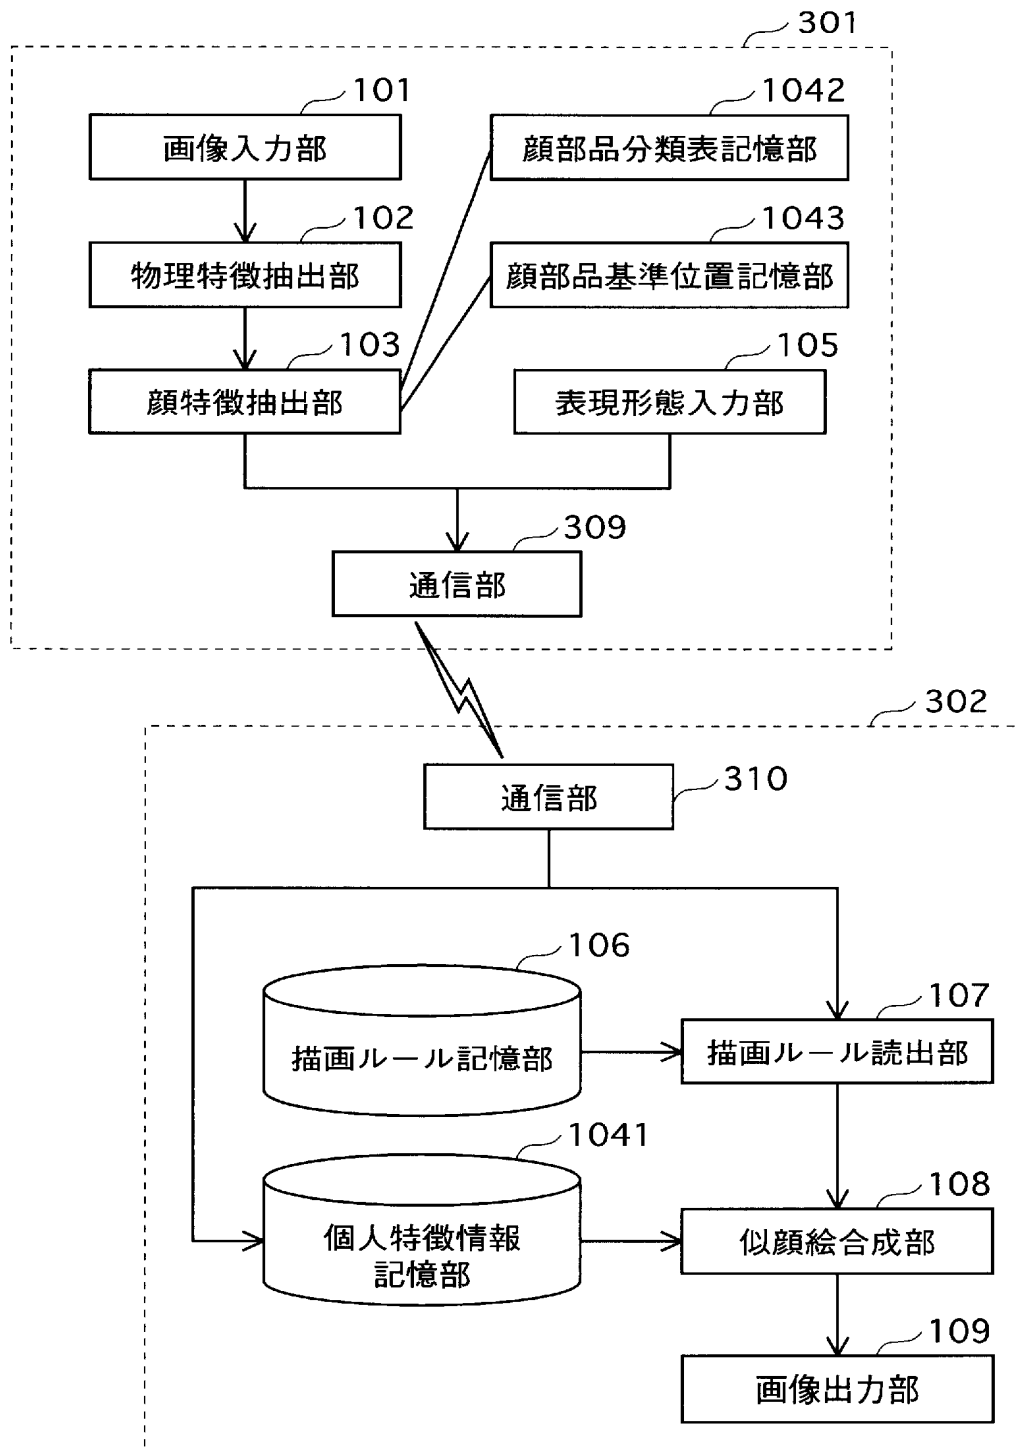 301
101
画像入力部
1042
顔部品分類表記憶部
102
物理特徴抽出部
1043
顔部品基準位置記憶部
103
顔特徴抽出部
105
表現形態入力部
309
通信部
302
310
通信部
106
描画ルール記憶部
107
描画ルール読出部
1041
個人特徴情報
記憶部
108
似顔絵合成部
109
画像出力部